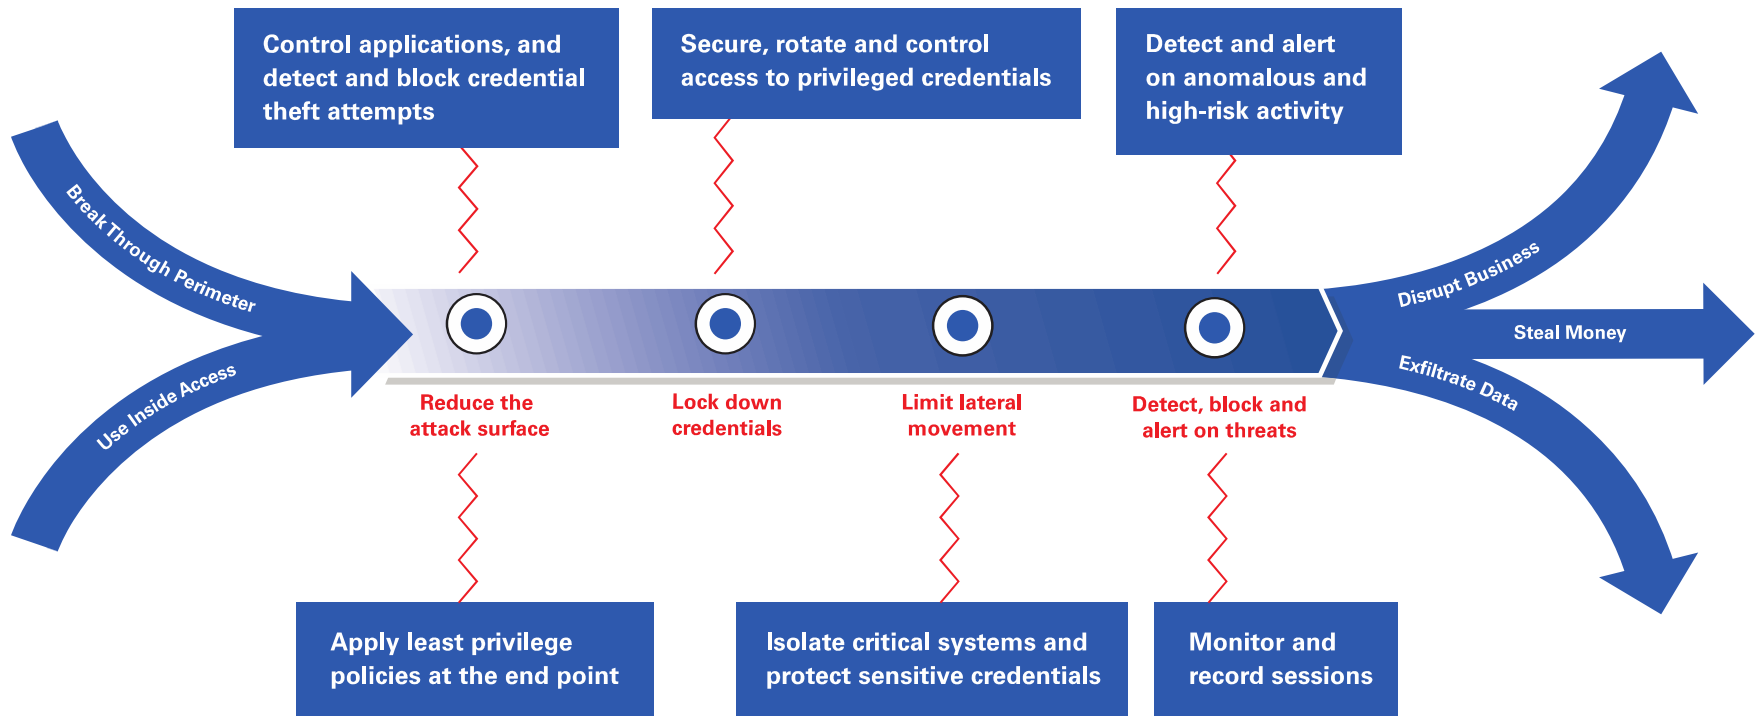 Control applications, and
detect and block credential
theft attempts
Secure, rotate and control
access to privileged credentials
Detect and alert
on anomalous and
high-risk activity
Break Through Perimeter
Use Inside Access
Reduce the
attack surface
Lock down
credentials
Limit lateral
movement
Detect, block and
alert on threats
Disrupt Business
Steal Money
Exfiltrate Data
Apply least privilege
policies at the end point
Isolate critical systems and
protect sensitive credentials
Monitor and
record sessions